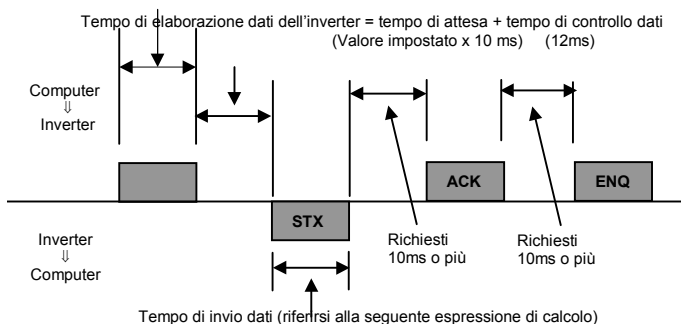 Tempo di elaborazione dati dell'inverter = tempo di attesa + tempo di controllo dati
(Valore impostato x 10 ms) (12ms)
Computer
⇓
Inverter
ACK
ENQ
STX
Inverter
⇓
Computer
Richiesti
10ms o più
Richiesti
10ms o più
Tempo di invio dati (riferirsi alla seguente espressione di calcolo)